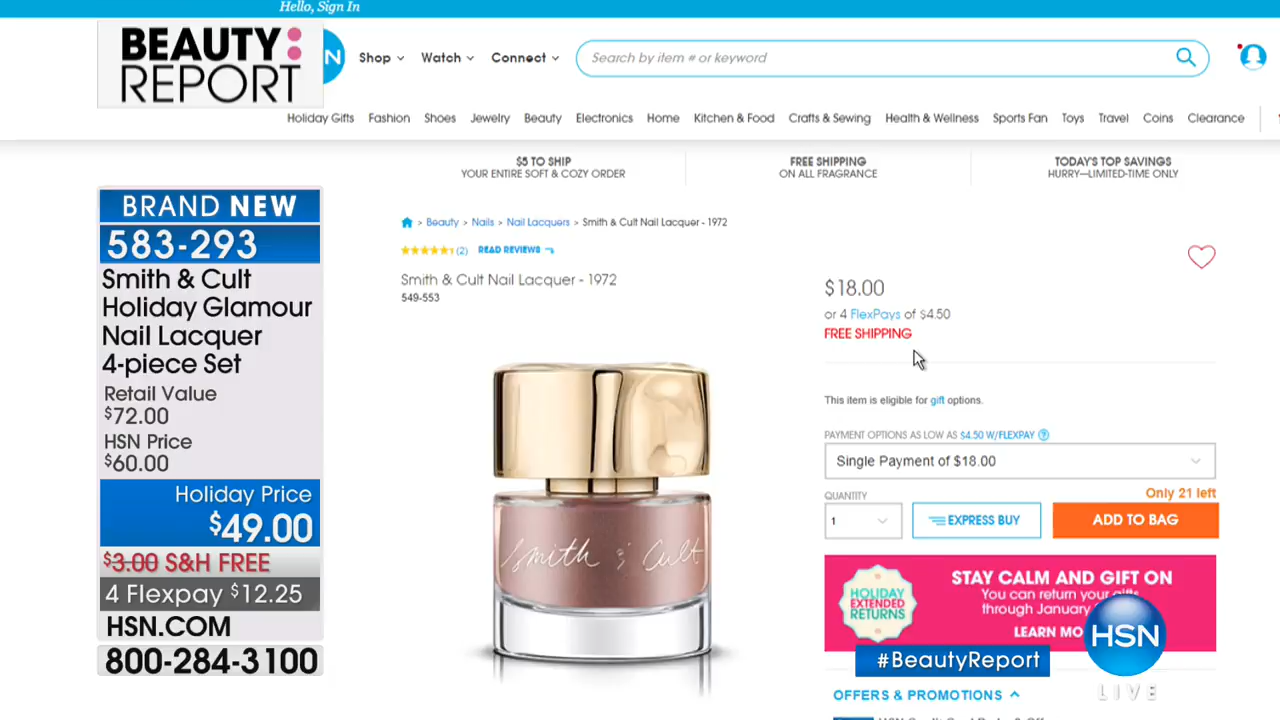 Hello, Sign In
BEAUTY:
REPORT
Shop
Watch
Connect
Search by item # or keyword
Holiday Gifts Fashion Shoes Jewelry Beauty Electronics Home Kitchen & Food Crafts & Sewing Health & Wellness Sports Fan Toys Travel Coins Clearance
$5 TO SHIP
YOUR ENTIRE SOFT & COZY ORDER
FREE SHIPPING
ON ALL FRAGRANCE
TODAY'S TOP SAVINGS
HURRY—LIMITED-TIME ONLY
BRAND NEW
583-293
Smith & Cult
Holiday Glamour
Nail Lacquer
4-piece Set
Retail Value
$72.00
HSN Price
$60.00
Holiday Price
$49.00
$3.00 S&H FREE
4 Flexpay $12.25
HSN.COM
800-284-3100
> Beauty > Nails > Nail Lacquers > Smith & Cult Nail Lacquer - 1972
(2) READ REVIEWS
Smith & Cult Nail Lacquer - 1972
549-553
Smith & Cult
$18.00
or 4 FlexPays of $4.50
FREE SHIPPING
This item is eligible for gift options.
PAYMENT OPTIONS AS LOW AS $4.50 W/FLEXPAY ?
Single Payment of $18.00
Only 21 left
QUANTITY
1
EXPRESS BUY
ADD TO BAG
HOLIDAY
EXTENDED
RETURNS
STAY CALM AND GIFT ON
You can return your gifts
through January
LEARN MO
HSN
LIVE
#BeautyReport
OFFERS & PROMOTIONS